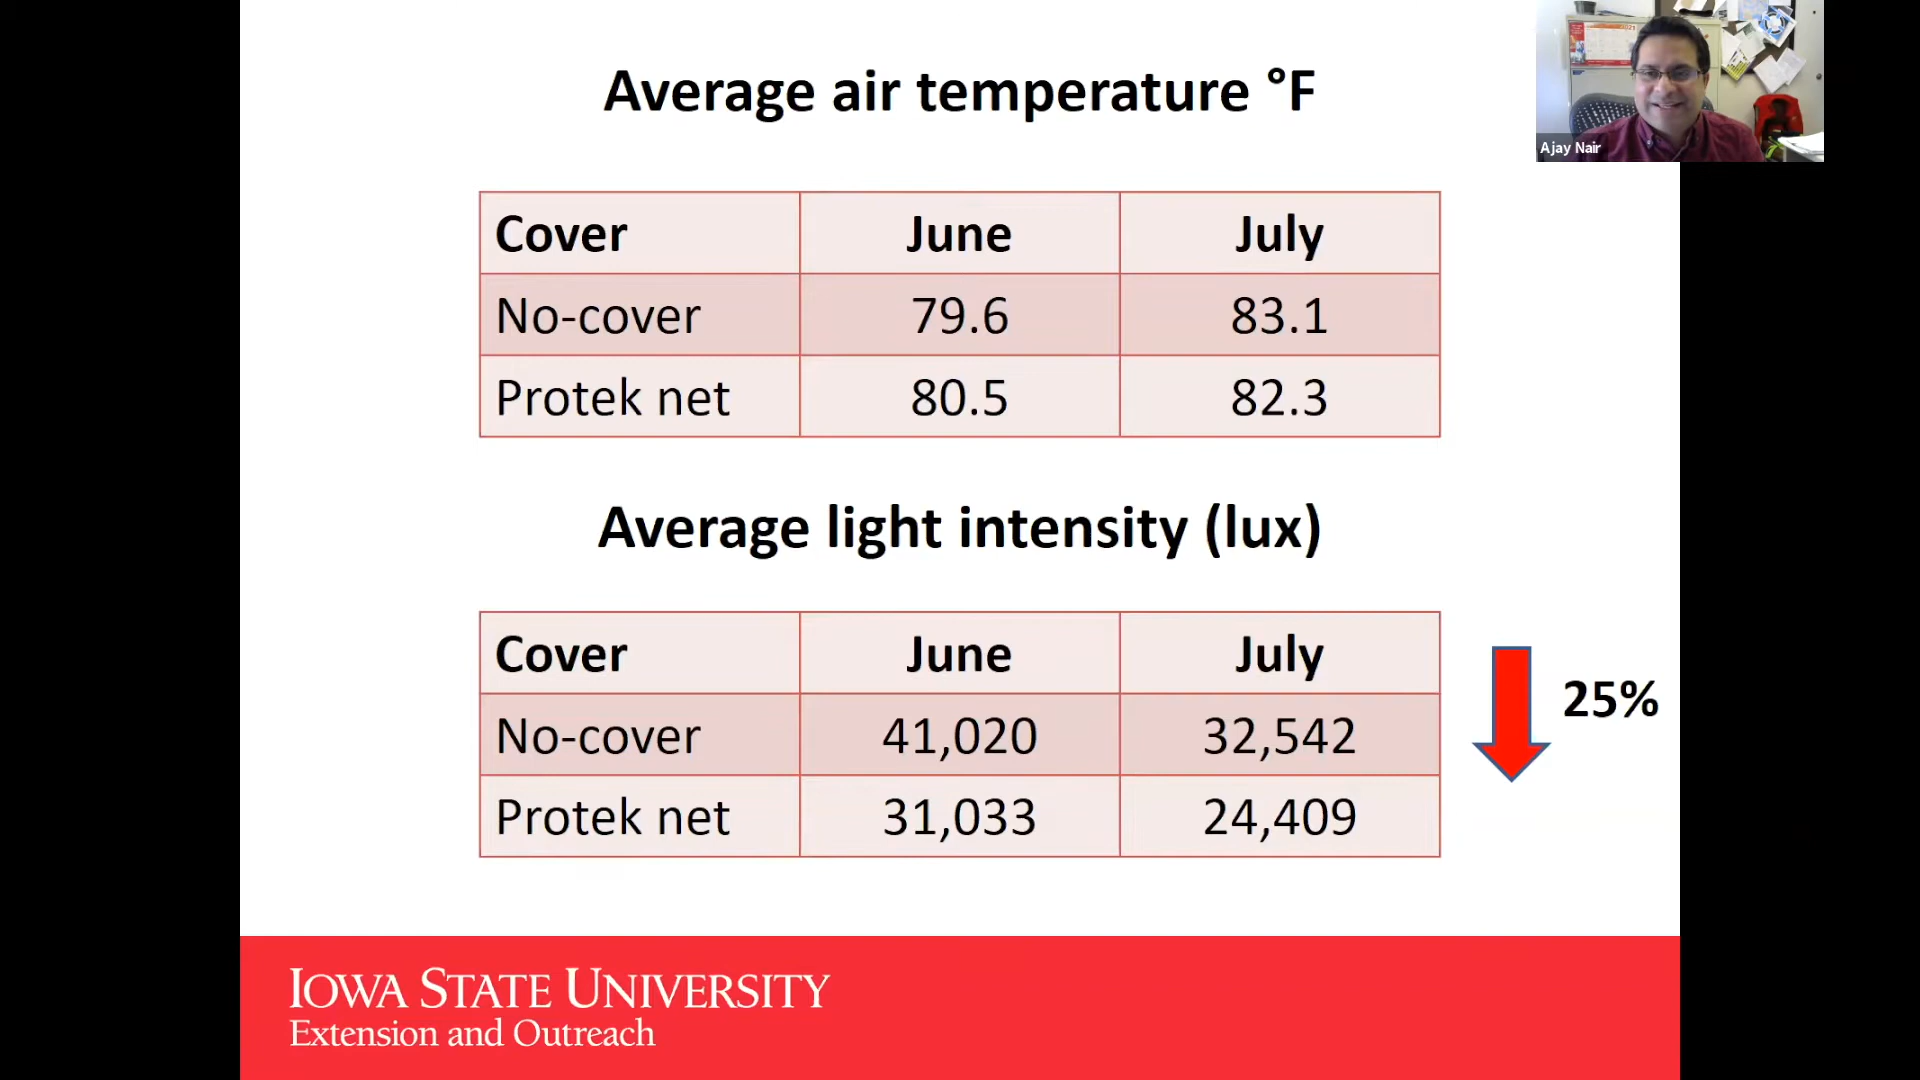 Average air temperature °F
Ajay Nair
Cover June July
No-cover 79.6 83.1
Protek net 80.5 82.3
Average light intensity (lux)
Cover June July
25%
No-cover 41,020 32,542
Protek net 31,033 24,409
IOWA STATE UNIVERSITY
Extension and Outreach